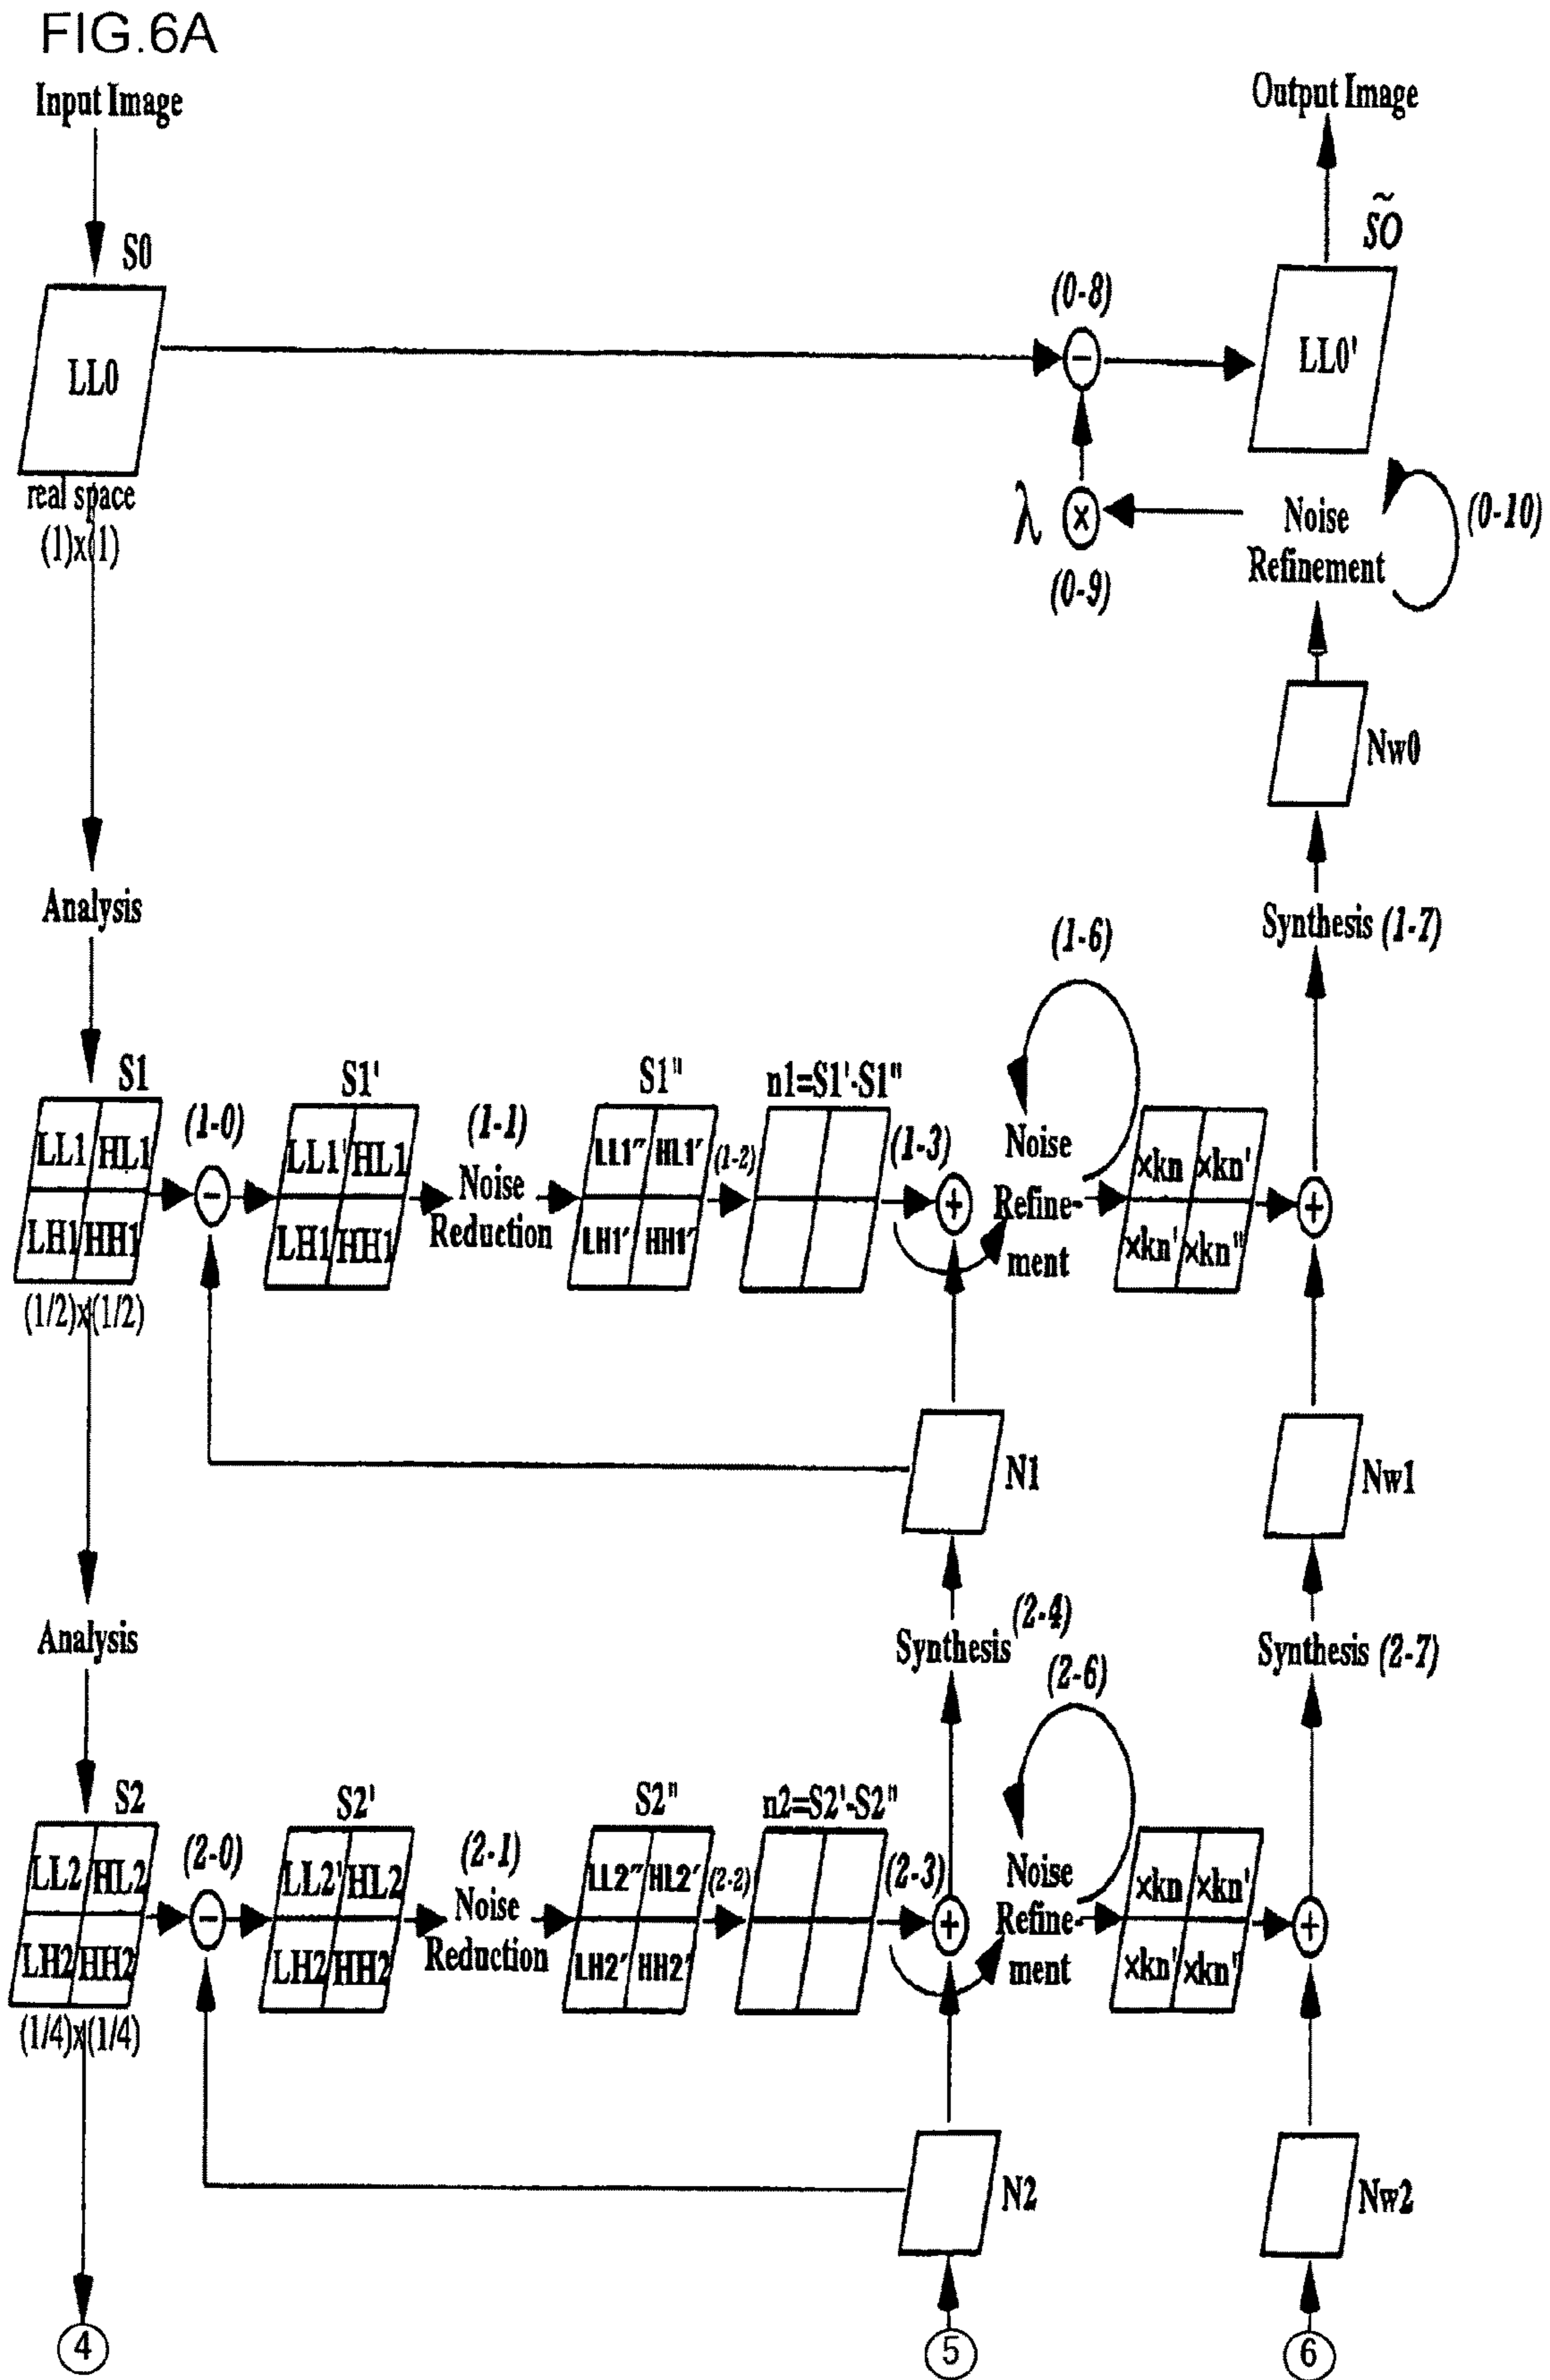 FIG.6A
Input Image
Output Image
S0
S̃O
(0-8)
−
LL0
LL0'
real space
(1)x(1)
λ
×
(0-9)
Noise
Refinement
(0-10)
Nw0
Analysis
Synthesis (1-7)
(1-6)
S1
(1-0)
S1'
(1-1)
S1"
n1=S1'-S1"
(1-3)
LL1 HL1
LH1 HH1
−
LL1' HL1
LH1 HH1
Noise
Reduction
LL1" HL1'
LH1' HH1'
(1-2)
+
Noise
Refine-
ment
×kn ×kn'
×kn' ×kn"
+
(1/2)x(1/2)
N1
Nw1
Analysis
Synthesis (2-4)
Synthesis (2-7)
(2-6)
S2
(2-0)
S2'
(2-1)
S2"
n2=S2'-S2"
(2-3)
LL2 HL2
LH2 HH2
−
LL2' HL2
LH2 HH2
Noise
Reduction
LL2" HL2'
LH2' HH2'
(2-2)
+
Noise
Refine-
ment
×kn ×kn'
×kn' ×kn"
+
(1/4)x(1/4)
N2
Nw2
4
5
6